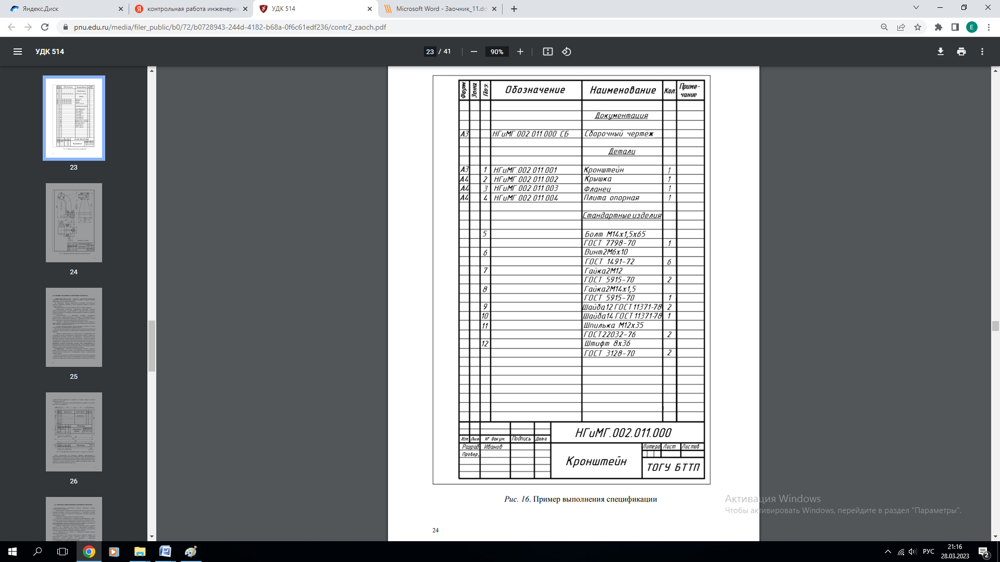 Яндекс.Диск
контрольная работа инженерна
УДК 514
Microsoft Word - Заочник_11.do
pnu.edu.ru/media/filer_public/b0/72/b0728943-244d-4182-b68a-0f6c61edf236/contr2_zaoch.pdf
E
УДК 514
23 / 41
90%
23
24
25
26
Форм. Зона Поз. Обозначение Наименование Кол. Приме-
чание
Документация
А3 НГиМГ.002.011.000 СБ Сборочный чертеж
Детали
А3 1 НГиМГ.002.011.001 Кронштейн 1
А4 2 НГиМГ.002.011.002 Крышка 1
А4 3 НГиМГ.002.011.003 Фланец 1
А4 4 НГиМГ.002.011.004 Плита опорная 1
Стандартные изделия
5 Болт М14х1,5х65
ГОСТ 7798-70 1
6 Винт2М6х10
ГОСТ 1491-72 6
7 Гайка2М12
ГОСТ 5915-70 2
8 Гайка2М14х1,5
ГОСТ 5915-70 1
9 Шайба12 ГОСТ11371-78 2
10 Шайба14 ГОСТ11371-78 1
11 Шпилька М12х35
ГОСТ22032-76 2
12 Штифт 8х36
ГОСТ 3128-70 2
НГиМГ.002.011.000
Изм. Лист № докум. Подпись Дата
Разраб. Иванов
Провер.
Кронштейн
Литера Лист Листов
ТОГУ БТТП
Рис. 16. Пример выполнения спецификации
24
Активация Windows
Чтобы активировать Windows, перейдите в раздел "Параметры".
РУС
21:16
28.03.2023
2